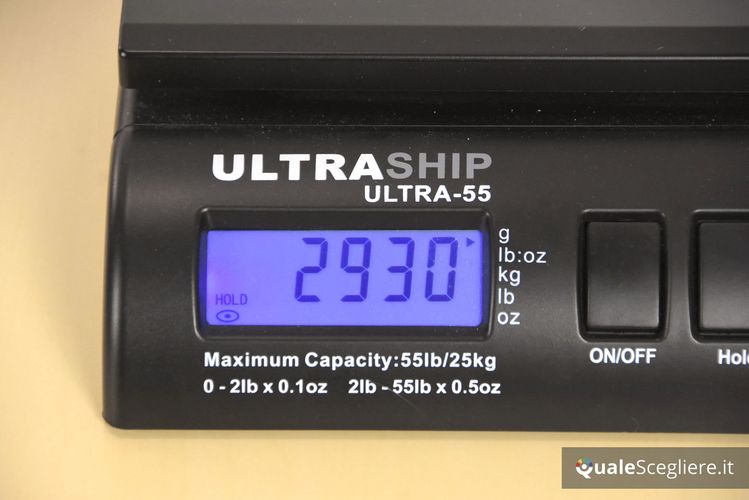 ULTRASHIP
ULTRA-55
2930
HOLD
g
lb:oz
kg
lb
oz
Maximum Capacity:55lb/25kg
0 - 2lb x 0.1oz 2lb - 55lb x 0.5oz
ON/OFF
Hold
QualeScegliere.it